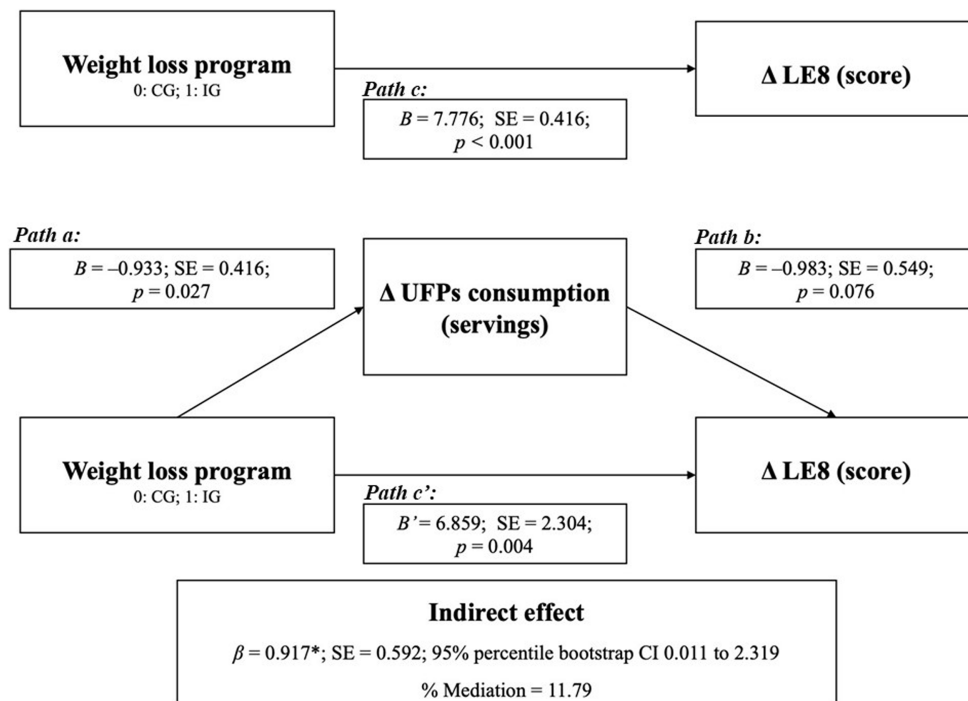 Weight loss program
0: CG; 1: IG
Δ LE8 (score)
Path c:
B = 7.776; SE = 0.416;
p < 0.001
Path a:
B = –0.933; SE = 0.416;
p = 0.027
Δ UFPs consumption
(servings)
Path b:
B = –0.983; SE = 0.549;
p = 0.076
Weight loss program
0: CG; 1: IG
Δ LE8 (score)
Path c’:
B’= 6.859; SE = 2.304;
p = 0.004
Indirect effect
β = 0.917*; SE = 0.592; 95% percentile bootstrap CI 0.011 to 2.319
% Mediation = 11.79